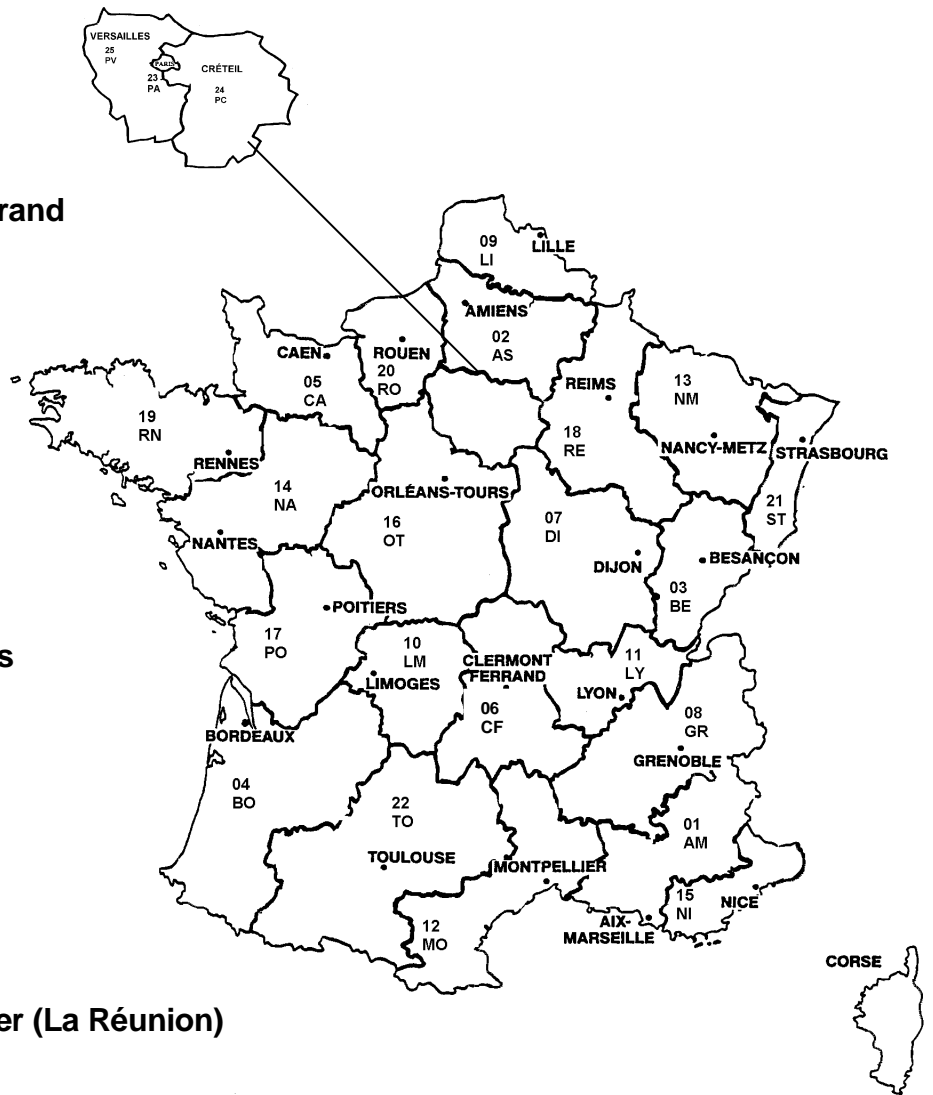 VERSAILLES
25
PV
PARIS
23
PA
CRÉTEIL
24
PC
rand
09
LI
LILLE
AMIENS
02
AS
CAEN
05
CA
ROUEN
20
RO
REIMS
18
RE
13
NM
NANCY-METZ
STRASBOURG
21
ST
19
RN
RENNES
14
NA
NANTES
ORLÉANS-TOURS
16
OT
07
DI
DIJON
BESANÇON
03
BE
POITIERS
17
PO
s
10
LM
LIMOGES
CLERMONT
FERRAND
06
CF
11
LY
LYON
08
GR
GRENOBLE
BORDEAUX
04
BO
22
TO
TOULOUSE
MONTPELLIER
12
MO
01
AM
AIX-
MARSEILLE
15
NI
NICE
CORSE
er (La Réunion)